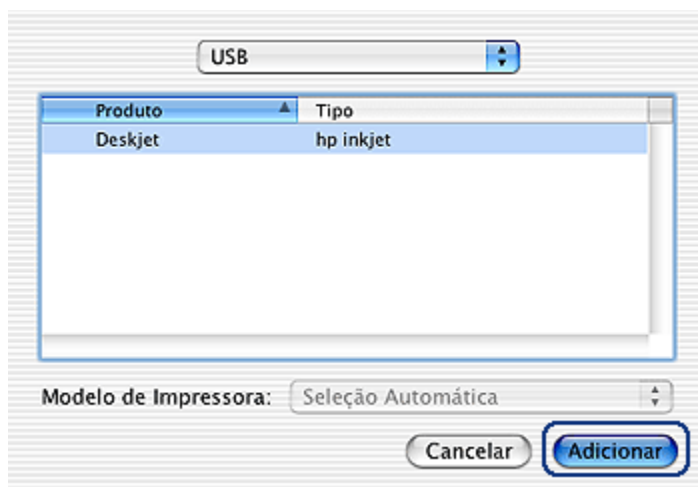 USB
Produto Tipo
Deskjet hp inkjet
Modelo de Impressora: Seleção Automática
Cancelar Adicionar